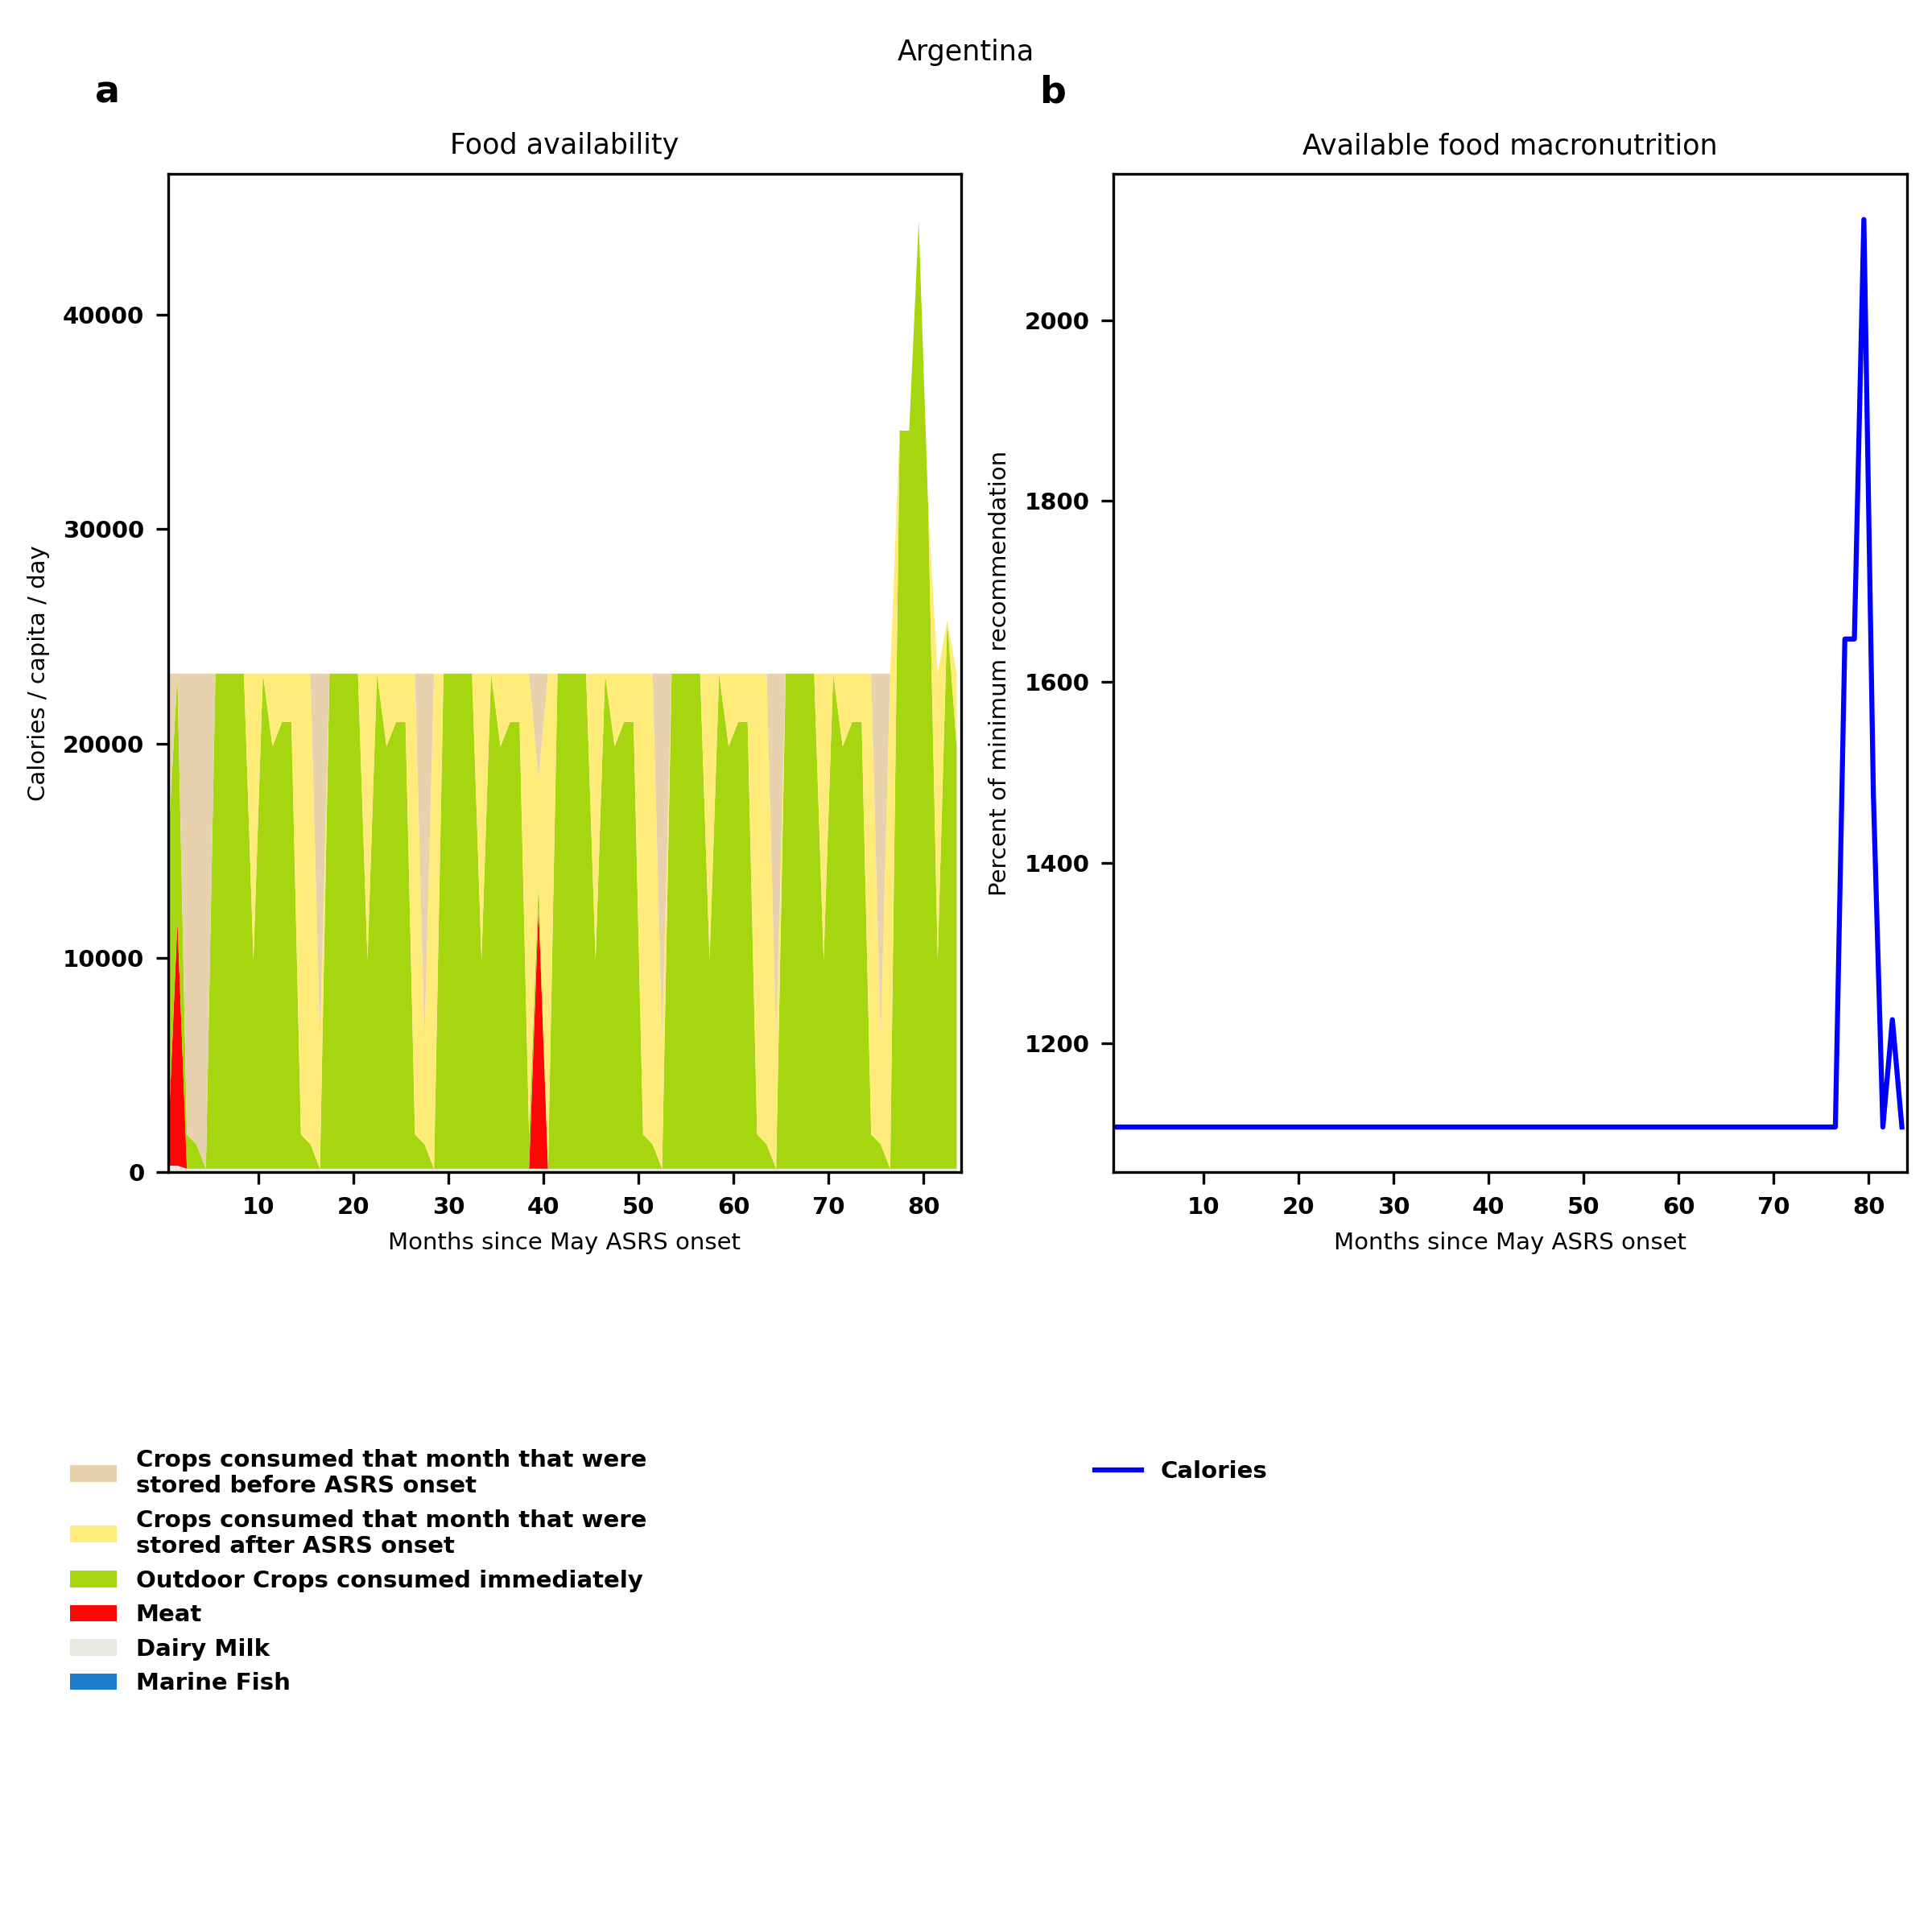 Argentina
a
b
Food availability
Available food macronutrition
Calories / capita / day
40000
30000
20000
10000
0
10 20 30 40 50 60 70 80
Months since May ASRS onset
Percent of minimum recommendation
2000
1800
1600
1400
1200
10 20 30 40 50 60 70 80
Months since May ASRS onset
Crops consumed that month that were
stored before ASRS onset
Crops consumed that month that were
stored after ASRS onset
Outdoor Crops consumed immediately
Meat
Dairy Milk
Marine Fish
Calories